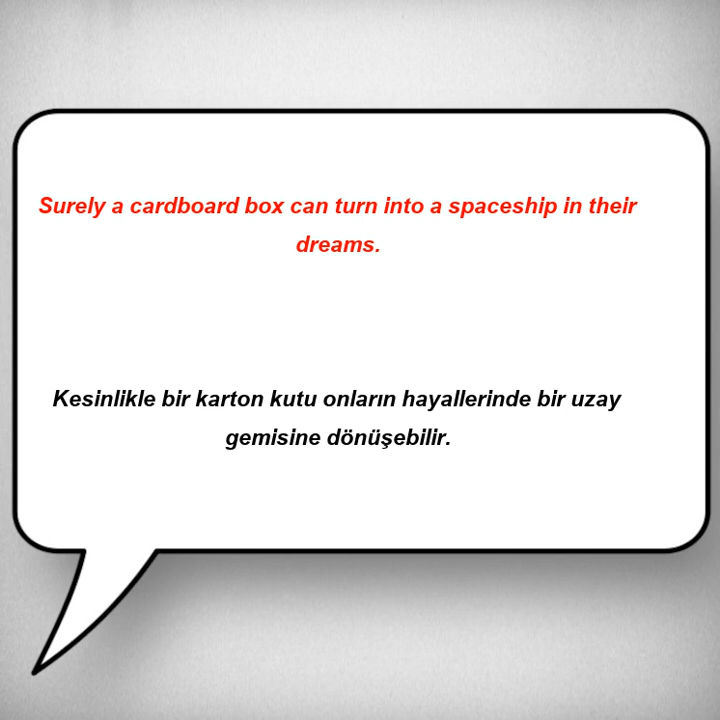 Surely a cardboard box can turn into a spaceship in their
dreams.
Kesinlikle bir karton kutu onların hayallerinde bir uzay
gemisine dönüşebilir.